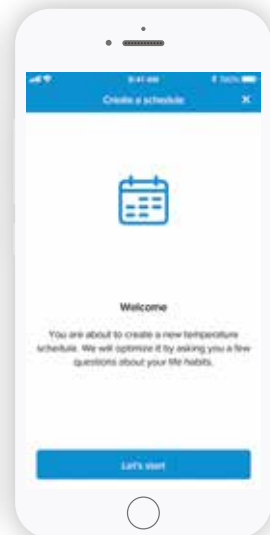 9:41 AM 100%
Create a schedule
Welcome
You are about to create a new temperature
schedule. We will optimize it by asking you a few
questions about your life habits.
Let's start